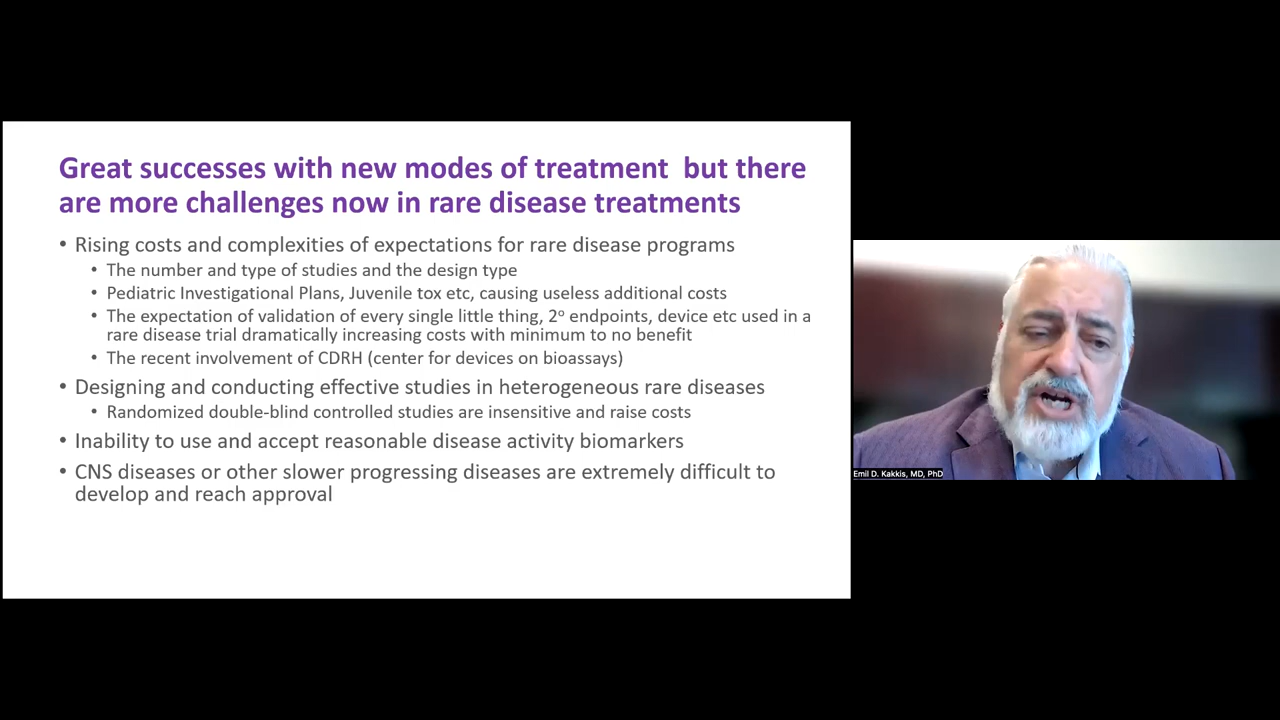 Great successes with new modes of treatment  but there
are more challenges now in rare disease treatments
• Rising costs and complexities of expectations for rare disease programs
• The number and type of studies and the design type
• Pediatric Investigational Plans, Juvenile tox etc, causing useless additional costs
• The expectation of validation of every single little thing, 2º endpoints, device etc used in a
rare disease trial dramatically increasing costs with minimum to no benefit
• The recent involvement of CDRH (center for devices on bioassays)
• Designing and conducting effective studies in heterogeneous rare diseases
• Randomized double-blind controlled studies are insensitive and raise costs
• Inability to use and accept reasonable disease activity biomarkers
• CNS diseases or other slower progressing diseases are extremely difficult to
develop and reach approval
Emil D. Kakkis, MD, PhD